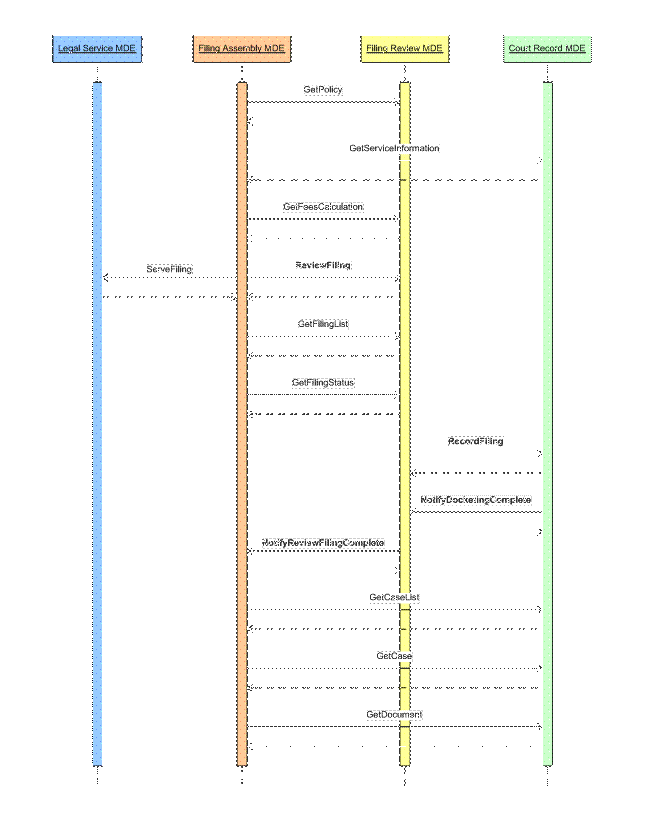 Legal Service MDE
Filing Assembly MDE
Filing Review MDE
Court Record MDE
GetPolicy
GetServiceInformation
GetFeesCalculation
ServeFiling
ReviewFiling
GetFilingList
GetFilingStatus
RecordFiling
NotifyDocketingComplete
NotifyReviewFilingComplete
GetCaseList
GetCase
GetDocument